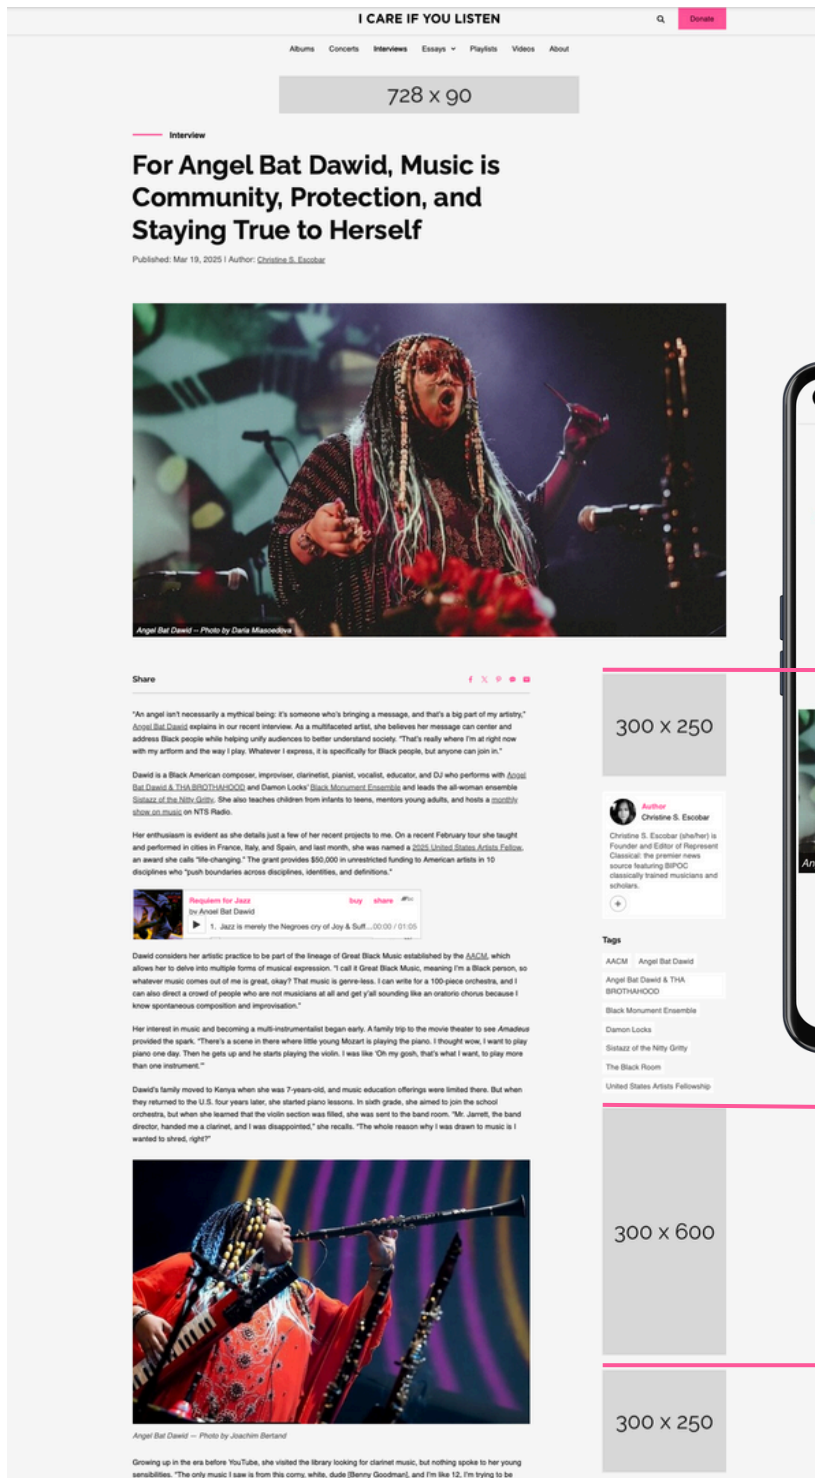 I CARE IF YOU LISTEN
Donate
Albums Concerts Interviews Essays Playlists Videos About
728 x 90
Interview
For Angel Bat Dawid, Music is
Community, Protection, and
Staying True to Herself
Published: Mar 19, 2025 | Author: Christine S. Escobar
Angel Bat Dawid -- Photo by Daria Miasoedova
Share
"An angel isn't necessarily a mythical being: it's someone who's bringing a message, and that's a big part of my artistry,"
Angel Bat Dawid explains in our recent interview. As a multifaceted artist, she believes her message can center and
address Black people while helping unify audiences to better understand society. "That's really where I'm at right now
with my artform and the way I play. Whatever I express, it is specifically for Black people, but anyone can join in."
Dawid is a Black American composer, improviser, clarinetist, pianist, vocalist, educator, and DJ who performs with Angel
Bat Dawid & THA BROTHAHOOD and Damon Locks' Black Monument Ensemble and leads the all-woman ensemble
Sistazz of the Nitty Gritty. She also teaches children from infants to teens, mentors young adults, and hosts a monthly
show on music on NTS Radio.
Her enthusiasm is evident as she details just a few of her recent projects to me. On a recent February tour she taught
and performed in cities in France, Italy, and Spain, and last month, she was named a 2025 United States Artists Fellow,
an award she calls "life-changing." The grant provides $50,000 in unrestricted funding to American artists in 10
disciplines who "push boundaries across disciplines, identities, and definitions."
Requiem for Jazz buy share
by Angel Bat Dawid
1. Jazz is merely the Negroes cry of Joy & Suff... 00:00 / 01:05
Dawid considers her artistic practice to be part of the lineage of Great Black Music established by the AACM, which
allows her to delve into multiple forms of musical expression. "I call it Great Black Music, meaning I'm a Black person, so
whatever music comes out of me is great, okay? That music is genre-less. I can write for a 100-piece orchestra, and I
can also direct a crowd of people who are not musicians at all and get y'all sounding like an oratorio chorus because I
know spontaneous composition and improvisation."
Her interest in music and becoming a multi-instrumentalist began early. A family trip to the movie theater to see Amadeus
provided the spark. "There's a scene in there where little young Mozart is playing the piano. I thought wow, I want to play
piano one day. Then he gets up and he starts playing the violin. I was like 'Oh my gosh, that's what I want, to play more
than one instrument.'"
Dawid's family moved to Kenya when she was 7-years-old, and music education offerings were limited there. But when
they returned to the U.S. four years later, she started piano lessons. In sixth grade, she aimed to join the school
orchestra, but when she learned that the violin section was filled, she was sent to the band room. "Mr. Jarrett, the band
director, handed me a clarinet, and I was disappointed," she recalls. "The whole reason why I was drawn to music is I
wanted to shred, right?"
Angel Bat Dawid — Photo by Joachim Bertand
Growing up in the era before YouTube, she visited the library looking for clarinet music, but nothing spoke to her young
sensibilities. "The only music I saw is from this corny, white, dude [Benny Goodman], and I'm like 12, I'm trying to be
300 x 250
Author
Christine S. Escobar
Christine S. Escobar (she/her) is
Founder and Editor of Represent
Classical: the premier news
source featuring BIPOC
classically trained musicians and
scholars.
Tags
AACM Angel Bat Dawid
Angel Bat Dawid & THA
BROTHAHOOD
Black Monument Ensemble
Damon Locks
Sistazz of the Nitty Gritty
The Black Room
United States Artists Fellowship
300 x 600
300 x 250
An